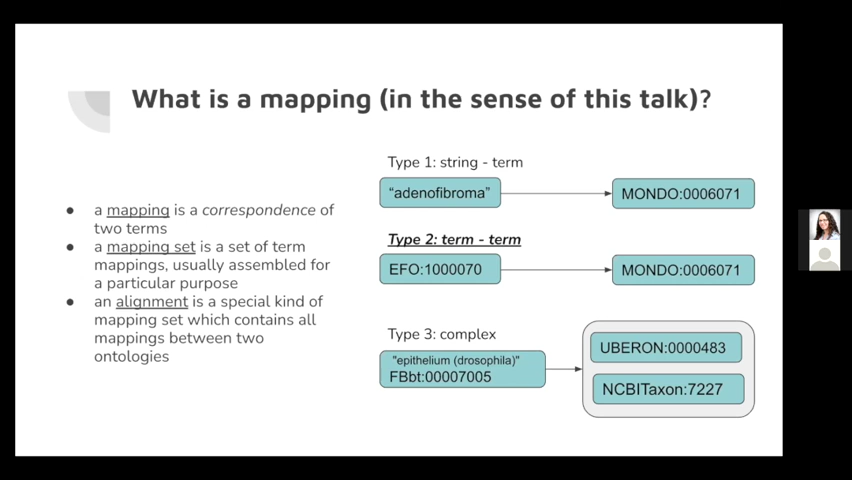 What is a mapping (in the sense of this talk)?
● a mapping is a correspondence of
two terms
● a mapping set is a set of term
mappings, usually assembled for
a particular purpose
● an alignment is a special kind of
mapping set which contains all
mappings between two
ontologies
Type 1: string - term
"adenofibroma"
MONDO:0006071
Type 2: term - term
EFO:1000070
MONDO:0006071
Type 3: complex
"epithelium (drosophila)"
FBbt:00007005
UBERON:0000483
NCBITaxon:7227